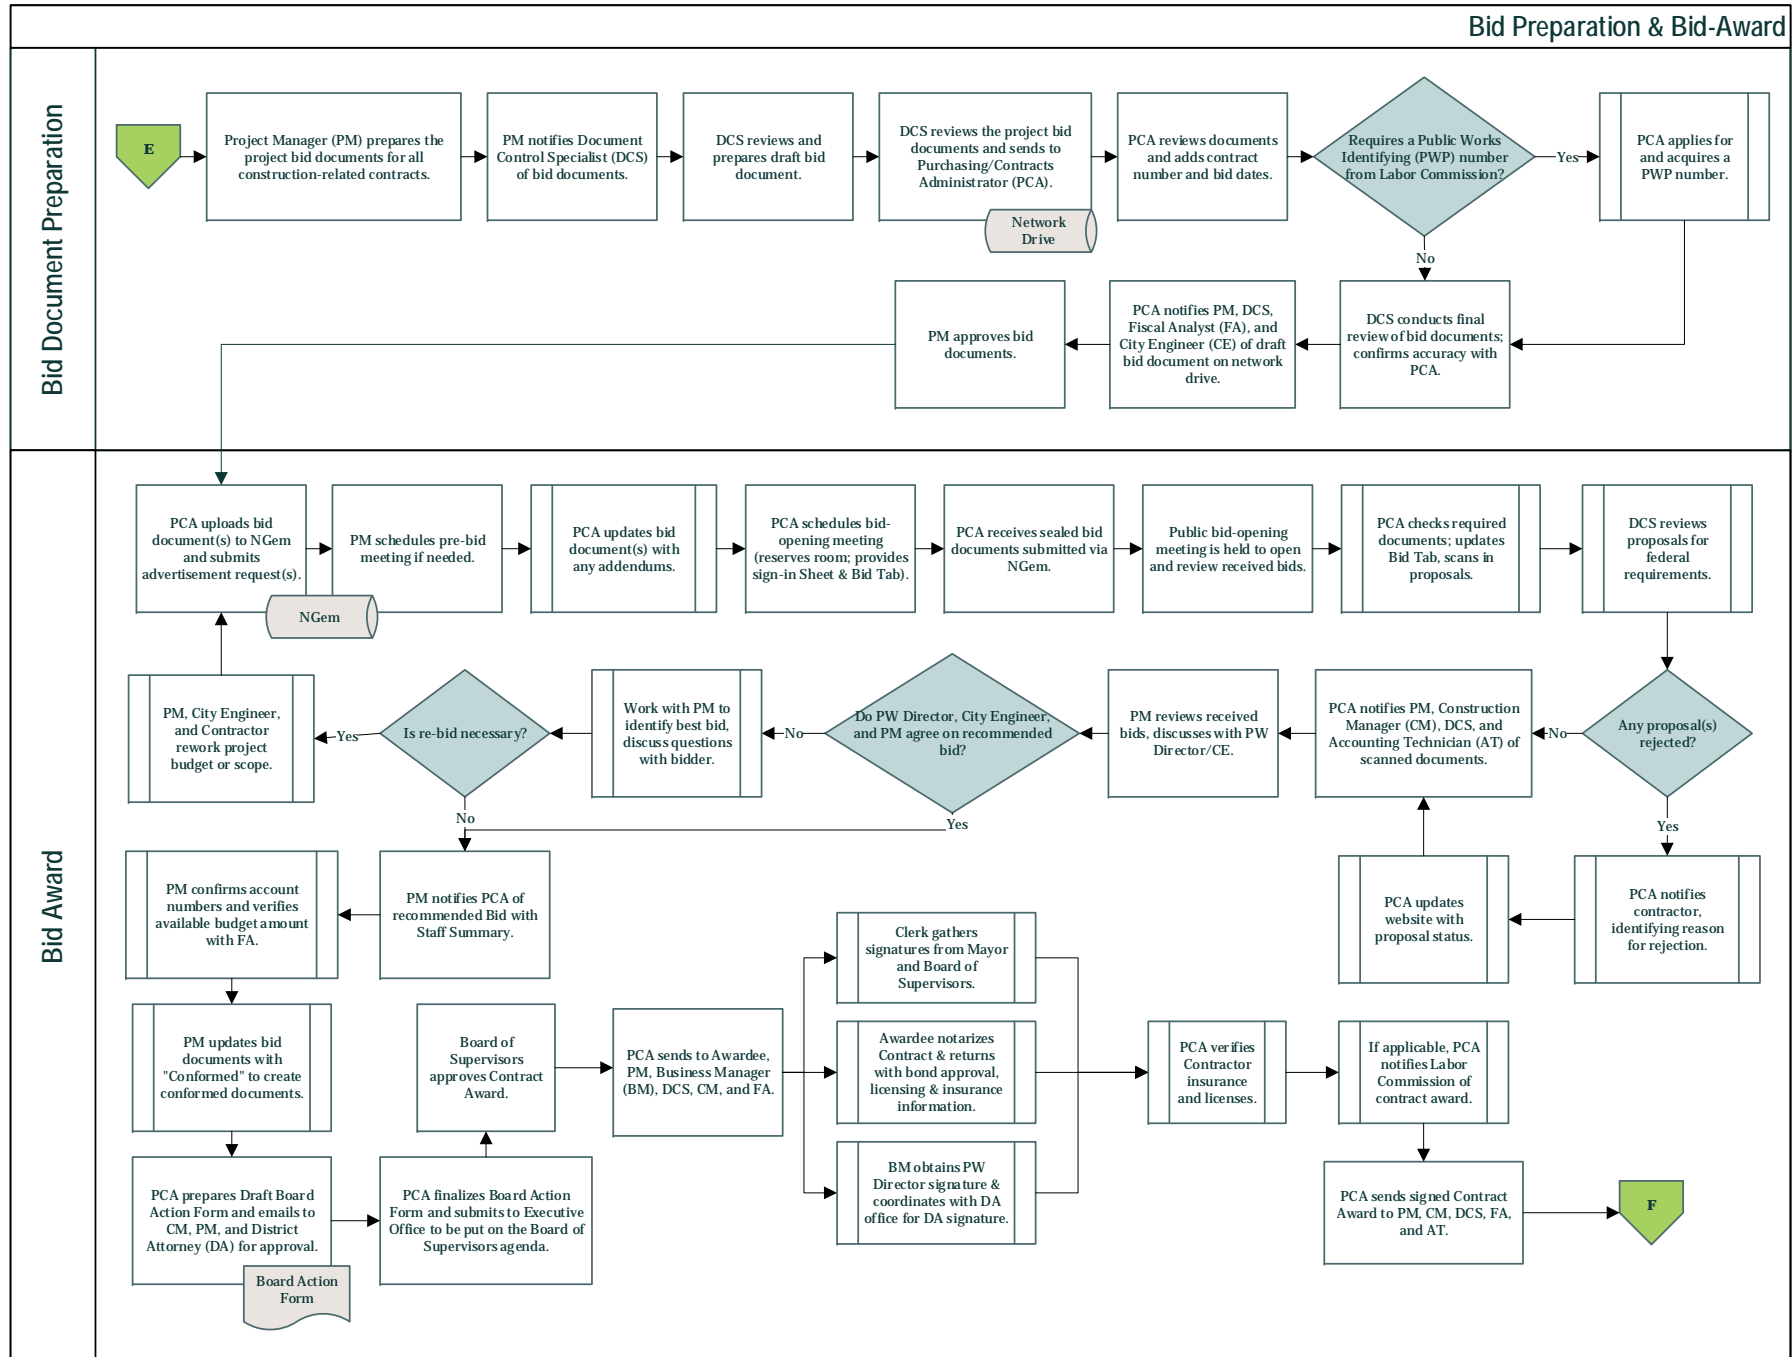 Bid Preparation & Bid-Award
Bid Document Preparation
E
Project Manager (PM) prepares the
project bid documents for all
construction-related contracts.
PM notifies Document
Control Specialist (DCS)
of bid documents.
DCS reviews and
prepares draft bid
document.
DCS reviews the project bid
documents and sends to
Purchasing/Contracts
Administrator (PCA).
Network
Drive
PCA reviews documents
and adds contract
number and bid dates.
Requires a Public Works
Identifying (PWP) number
from Labor Commission?
Yes
PCA applies for
and acquires a
PWP number.
No
DCS conducts final
review of bid documents;
confirms accuracy with
PCA.
PCA notifies PM, DCS,
Fiscal Analyst (FA), and
City Engineer (CE) of draft
bid document on network
drive.
PM approves bid
documents.
Bid Award
PCA uploads bid
document(s) to NGem
and submits
advertisement request(s).
NGem
PM schedules pre-bid
meeting if needed.
PCA updates bid
document(s) with
any addendums.
PCA schedules bid-
opening meeting
(reserves room; provides
sign-in Sheet & Bid Tab).
PCA receives sealed bid
documents submitted via
NGem.
Public bid-opening
meeting is held to open
and review received bids.
PCA checks required
documents; updates
Bid Tab, scans in
proposals.
DCS reviews
proposals for
federal
requirements.
Any proposal(s)
rejected?
No
Yes
PCA notifies
contractor,
identifying reason
for rejection.
PCA updates
website with
proposal status.
PCA notifies PM, Construction
Manager (CM), DCS, and
Accounting Technician (AT) of
scanned documents.
PM reviews received
bids, discusses with PW
Director/CE.
Do PW Director, City Engineer,
and PM agree on recommended
bid?
No
Yes
Work with PM to
identify best bid,
discuss questions
with bidder.
Is re-bid necessary?
Yes
No
PM, City Engineer,
and Contractor
rework project
budget or scope.
PM notifies PCA of
recommended Bid with
Staff Summary.
PM confirms account
numbers and verifies
available budget amount
with FA.
PM updates bid
documents with
"Conformed" to create
conformed documents.
PCA prepares Draft Board
Action Form and emails to
CM, PM, and District
Attorney (DA) for approval.
Board Action
Form
PCA finalizes Board Action
Form and submits to Executive
Office to be put on the Board of
Supervisors agenda.
Board of
Supervisors
approves Contract
Award.
PCA sends to Awardee,
PM, Business Manager
(BM), DCS, CM, and FA.
Clerk gathers
signatures from Mayor
and Board of
Supervisors.
Awardee notarizes
Contract & returns
with bond approval,
licensing & insurance
information.
BM obtains PW
Director signature &
coordinates with DA
office for DA signature.
PCA verifies
Contractor
insurance
and licenses.
If applicable, PCA
notifies Labor
Commission of
contract award.
PCA sends signed Contract
Award to PM, CM, DCS, FA,
and AT.
F